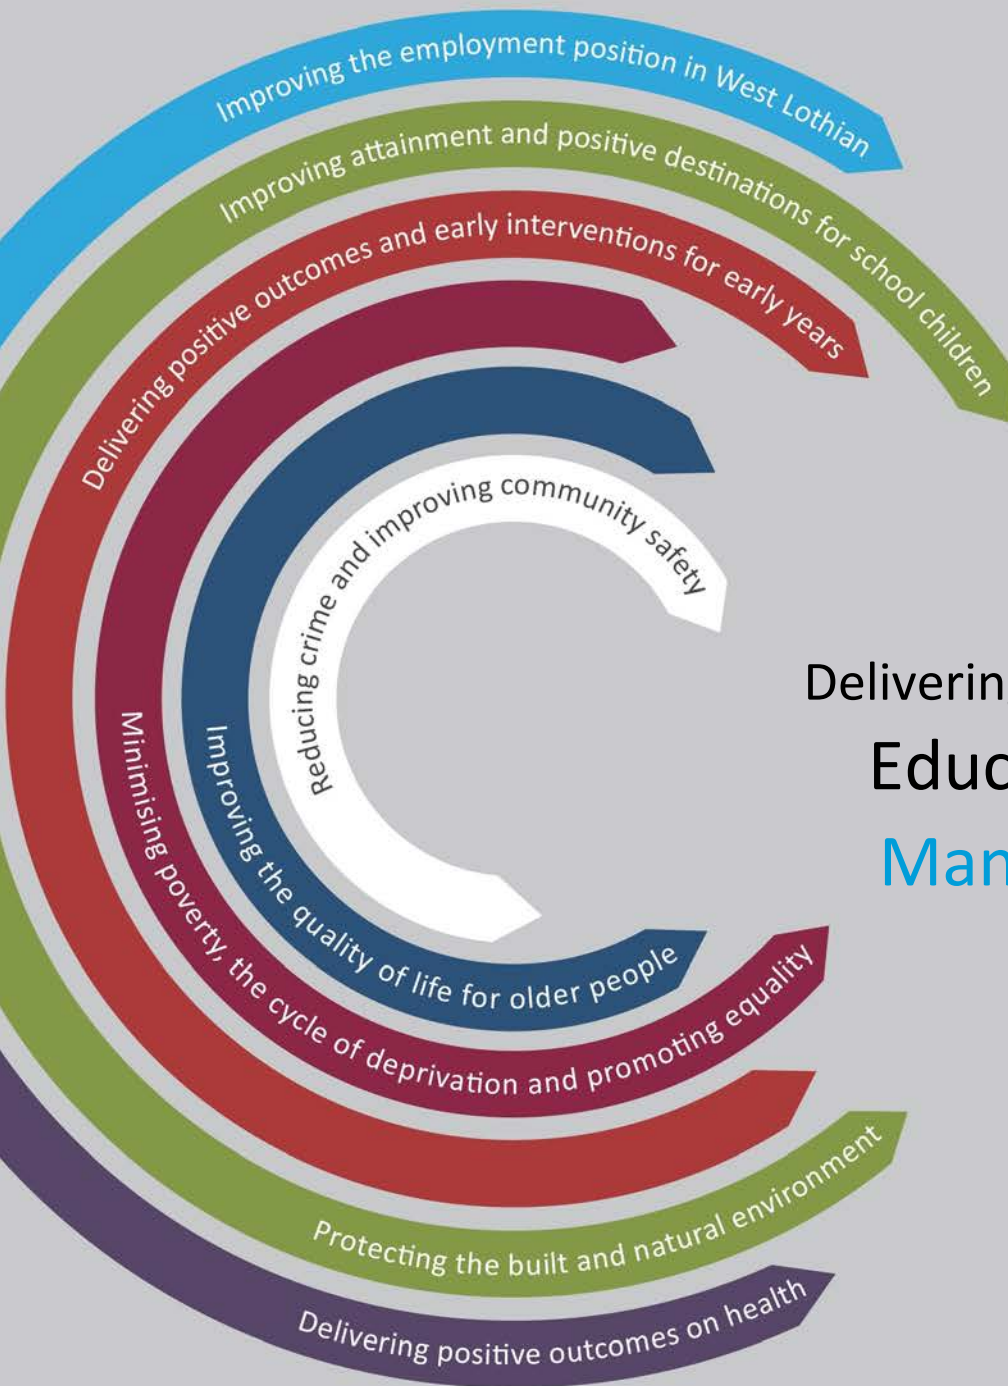 Improving the employment position in West Lothian
Improving attainment and positive destinations for school children
Delivering positive outcomes and early interventions for early years
Reducing crime and improving community safety
Improving the quality of life for older people
Minimising poverty, the cycle of deprivation and promoting equality
Protecting the built and natural environment
Delivering positive outcomes on health
Deliverin
Educ
Man